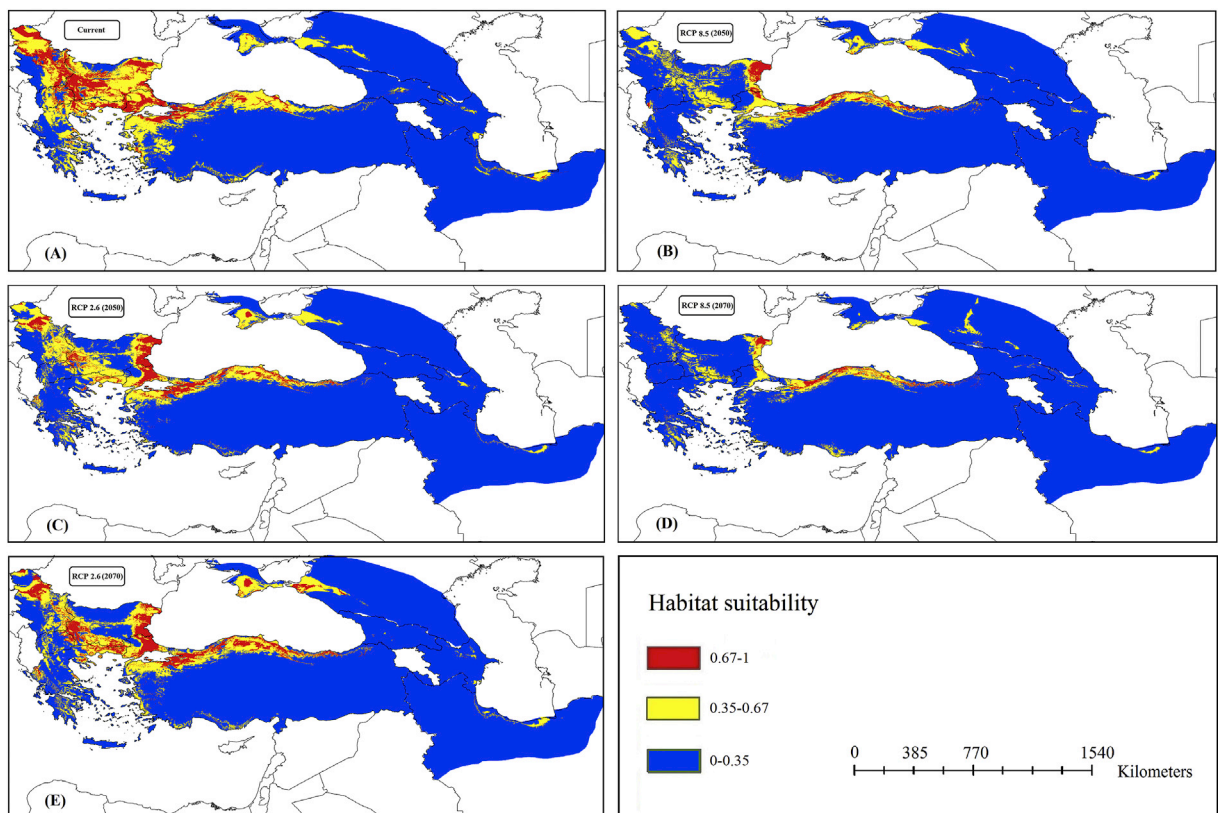 Current
(A)
RCP 8.5 (2050)
(B)
RCP 2.6 (2050)
(C)
RCP 8.5 (2070)
(D)
RCP 2.6 (2070)
(E)
Habitat suitability
0.67-1
0.35-0.67
0-0.35
0 385 770 1540
Kilometers